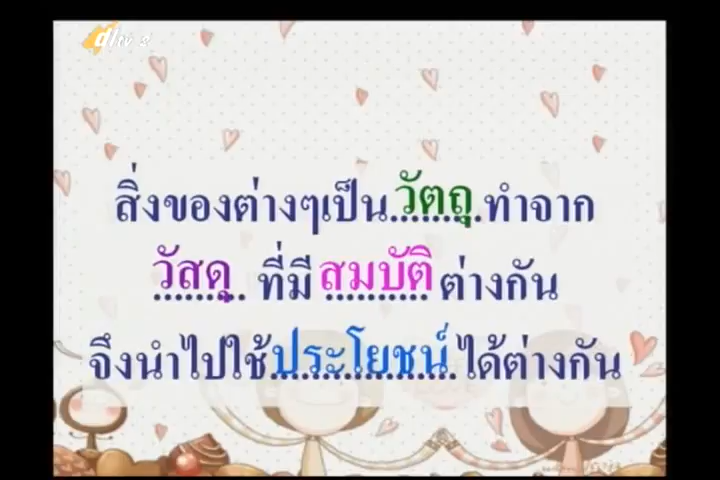 dltv 8
สิ่งของต่างๆเป็น..วัตถุ..ทำจาก
..วัสดุ.. ที่มี ..สมบัติ.. ต่างกัน
จึงนำไปใช้..ประโยชน์..ได้ต่างกัน